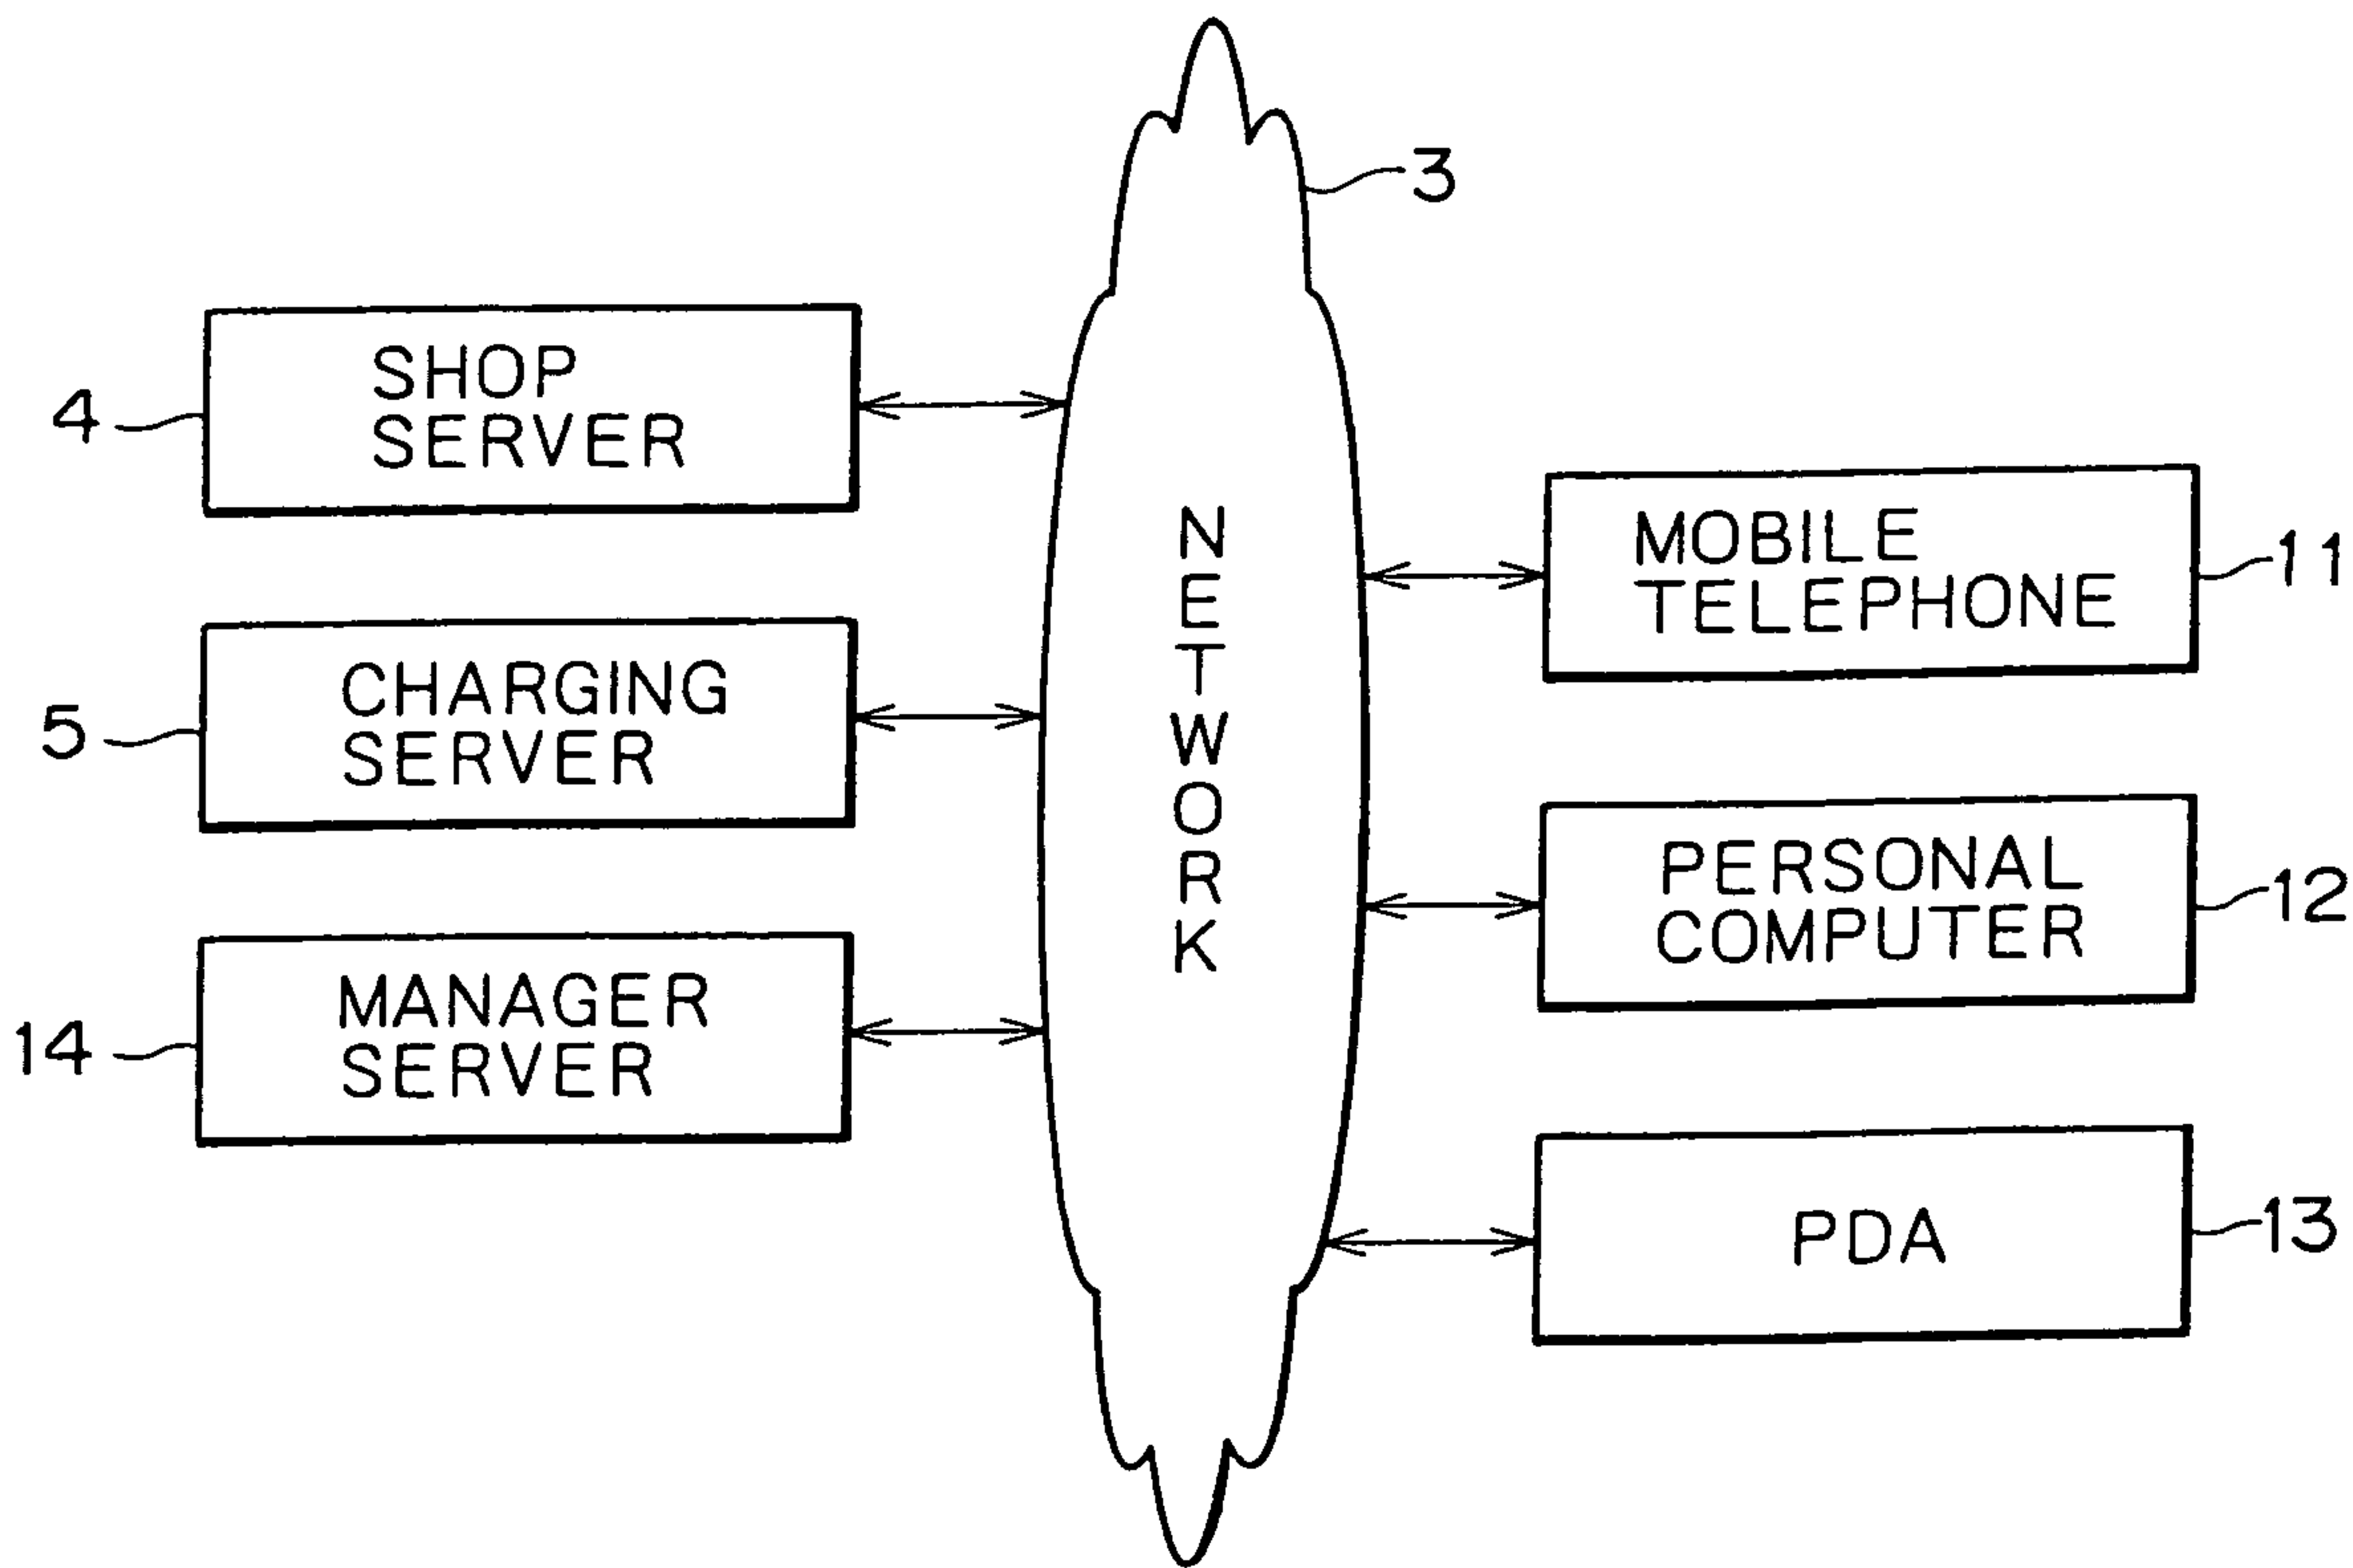 3
SHOP
SERVER
4
CHARGING
SERVER
5
MANAGER
SERVER
14
NETWORK
MOBILE
TELEPHONE
11
PERSONAL
COMPUTER
12
PDA
13